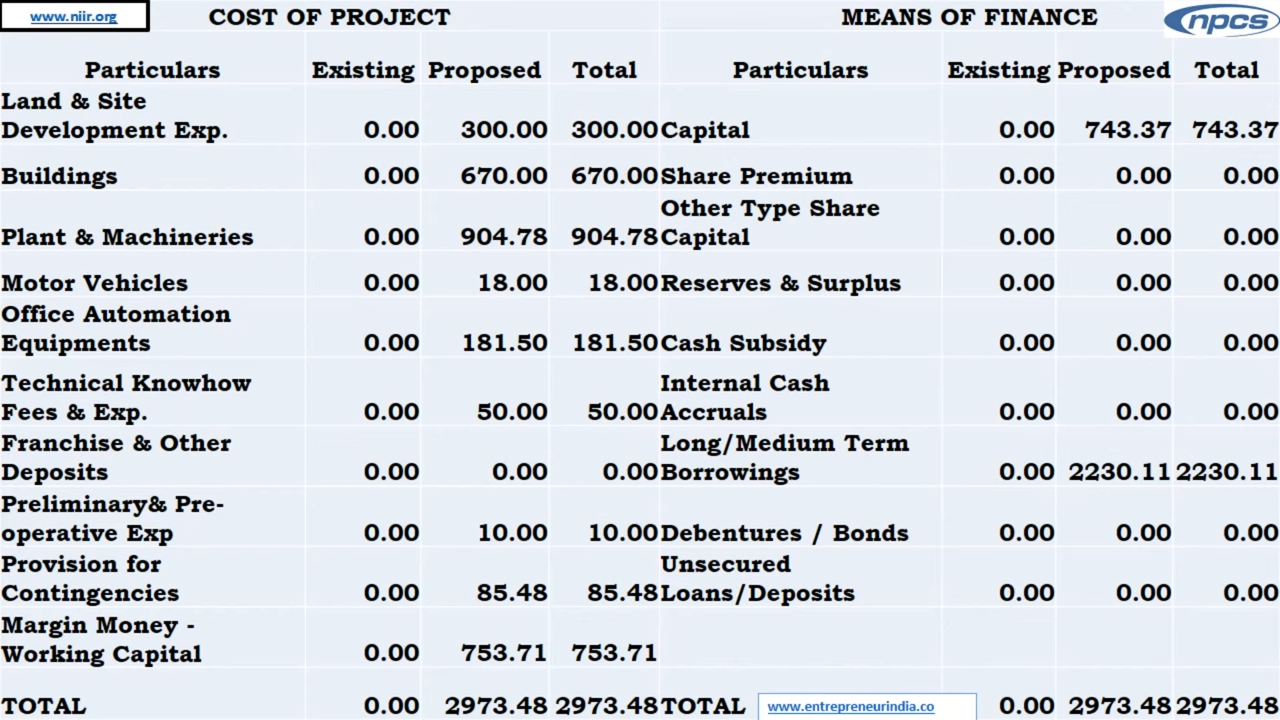 www.niir.org COST OF PROJECT MEANS OF FINANCE npcs
Particulars Existing Proposed Total Particulars Existing Proposed Total
Land & Site
Development Exp. 0.00 300.00 300.00 Capital 0.00 743.37 743.37
Buildings 0.00 670.00 670.00 Share Premium 0.00 0.00 0.00
Other Type Share
Plant & Machineries 0.00 904.78 904.78 Capital 0.00 0.00 0.00
Motor Vehicles 0.00 18.00 18.00 Reserves & Surplus 0.00 0.00 0.00
Office Automation
Equipments 0.00 181.50 181.50 Cash Subsidy 0.00 0.00 0.00
Technical Knowhow Internal Cash
Fees & Exp. 0.00 50.00 50.00 Accruals 0.00 0.00 0.00
Franchise & Other Long/Medium Term
Deposits 0.00 0.00 0.00 Borrowings 0.00 2230.11 2230.11
Preliminary& Pre-
operative Exp 0.00 10.00 10.00 Debentures / Bonds 0.00 0.00 0.00
Provision for Unsecured
Contingencies 0.00 85.48 85.48 Loans/Deposits 0.00 0.00 0.00
Margin Money -
Working Capital 0.00 753.71 753.71
TOTAL 0.00 2973.48 2973.48 TOTAL www.entrepreneurindia.co 0.00 2973.48 2973.48